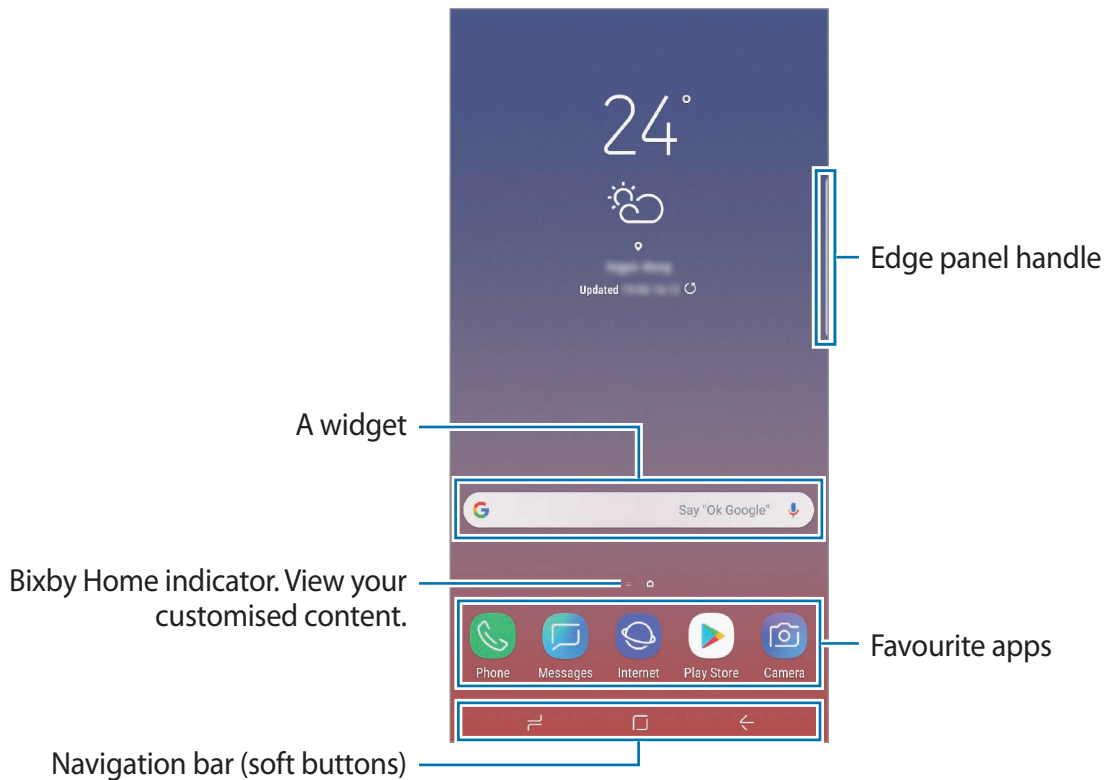 24°
Edge panel handle
Updated
A widget
Say "Ok Google"
Bixby Home indicator. View your
customised content.
Phone Messages Internet Play Store Camera
Favourite apps
Navigation bar (soft buttons)